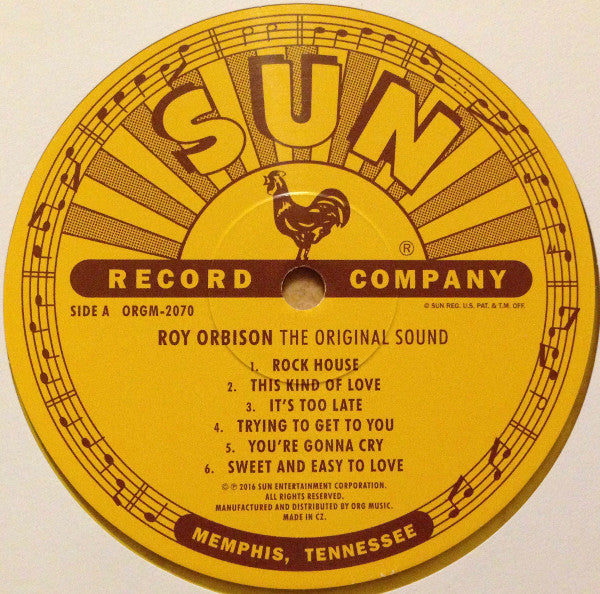 SUN
®
RECORD COMPANY
© SUN REG. U.S. PAT. & T.M. OFF.
SIDE A ORGM-2070
ROY ORBISON THE ORIGINAL SOUND
1. ROCK HOUSE
2. THIS KIND OF LOVE
3. IT'S TOO LATE
4. TRYING TO GET TO YOU
5. YOU'RE GONNA CRY
6. SWEET AND EASY TO LOVE
© ℗ 2016 SUN ENTERTAINMENT CORPORATION.
ALL RIGHTS RESERVED.
MANUFACTURED AND DISTRIBUTED BY ORG MUSIC.
MADE IN CZ.
MEMPHIS, TENNESSEE